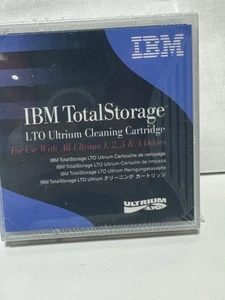 IBM
IBM TotalStorage
LTO Ultrium Cleaning Cartridge
For Use With All Ultrium 1, 2, 3 & 4 Drives
IBM TotalStorage LTO Ultrium Cartouche de nettoyage
IBM TotalStorage LTO Ultrium Cartucho de limpieza
IBM TotalStorage LTO Ultrium Reinigungskassette
IBM TotalStorage LTO Ultrium クリーニング カートリッジ
ULTRIUM
LTO